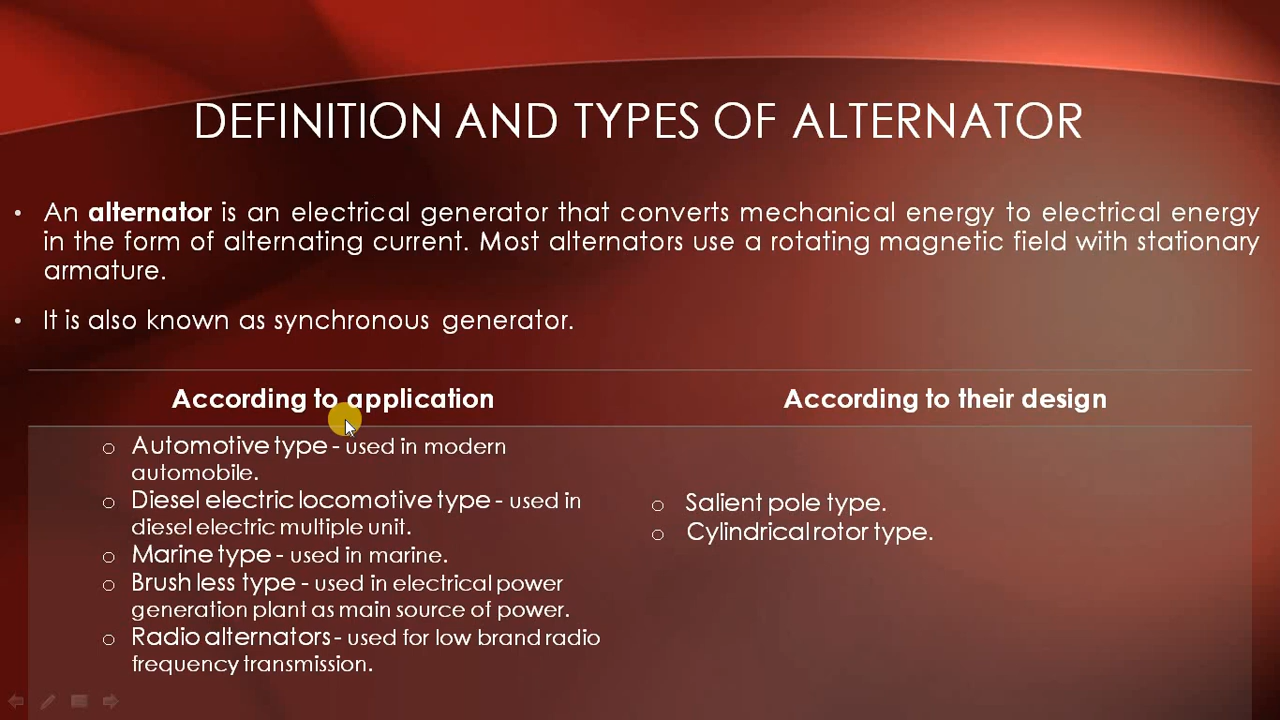 DEFINITION AND TYPES OF ALTERNATOR
• An alternator is an electrical generator that converts mechanical energy to electrical energy
in the form of alternating current. Most alternators use a rotating magnetic field with stationary
armature.
• It is also known as synchronous generator.
According to application
o Automotive type - used in modern
automobile.
o Diesel electric locomotive type - used in
diesel electric multiple unit.
o Marine type - used in marine.
o Brush less type - used in electrical power
generation plant as main source of power.
o Radio alternators - used for low brand radio
frequency transmission.
According to their design
o Salient pole type.
o Cylindrical rotor type.